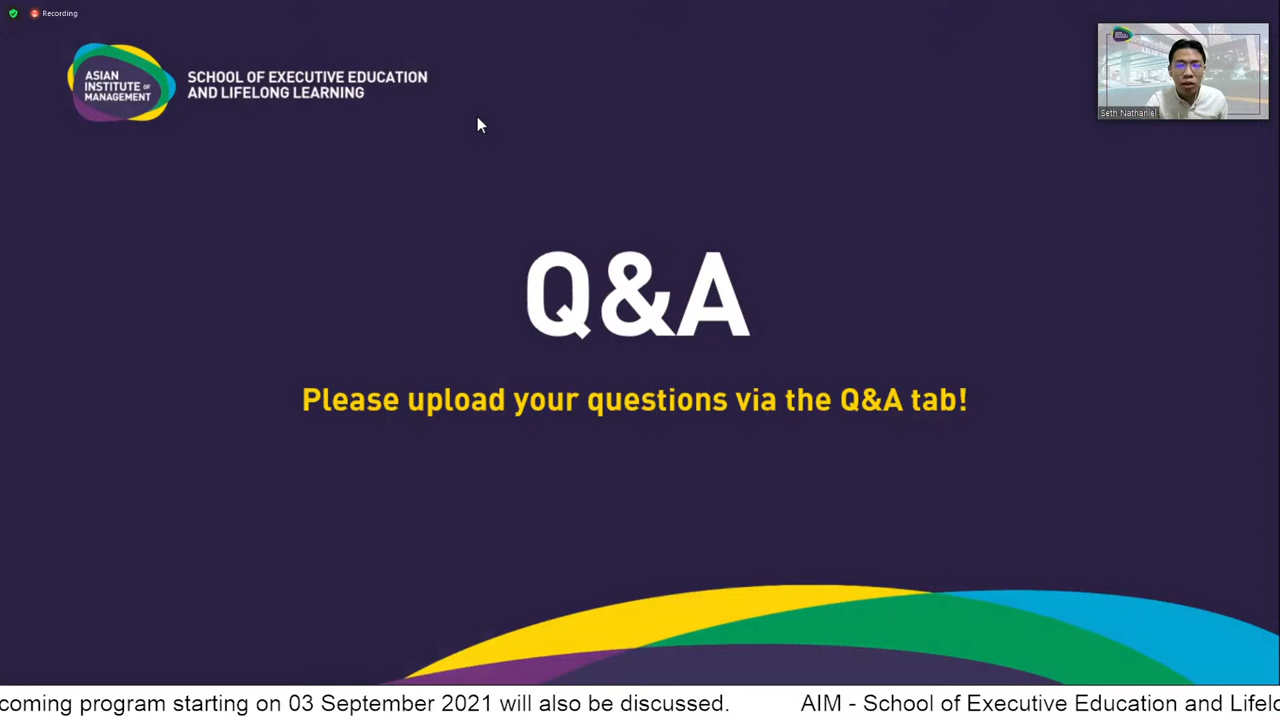 Recording
ASIAN
INSTITUTE OF
MANAGEMENT
SCHOOL OF EXECUTIVE EDUCATION
AND LIFELONG LEARNING
Seth Nathaniel
Q&A
Please upload your questions via the Q&A tab!
coming program starting on 03 September 2021 will also be discussed. AIM - School of Executive Education and Lifel